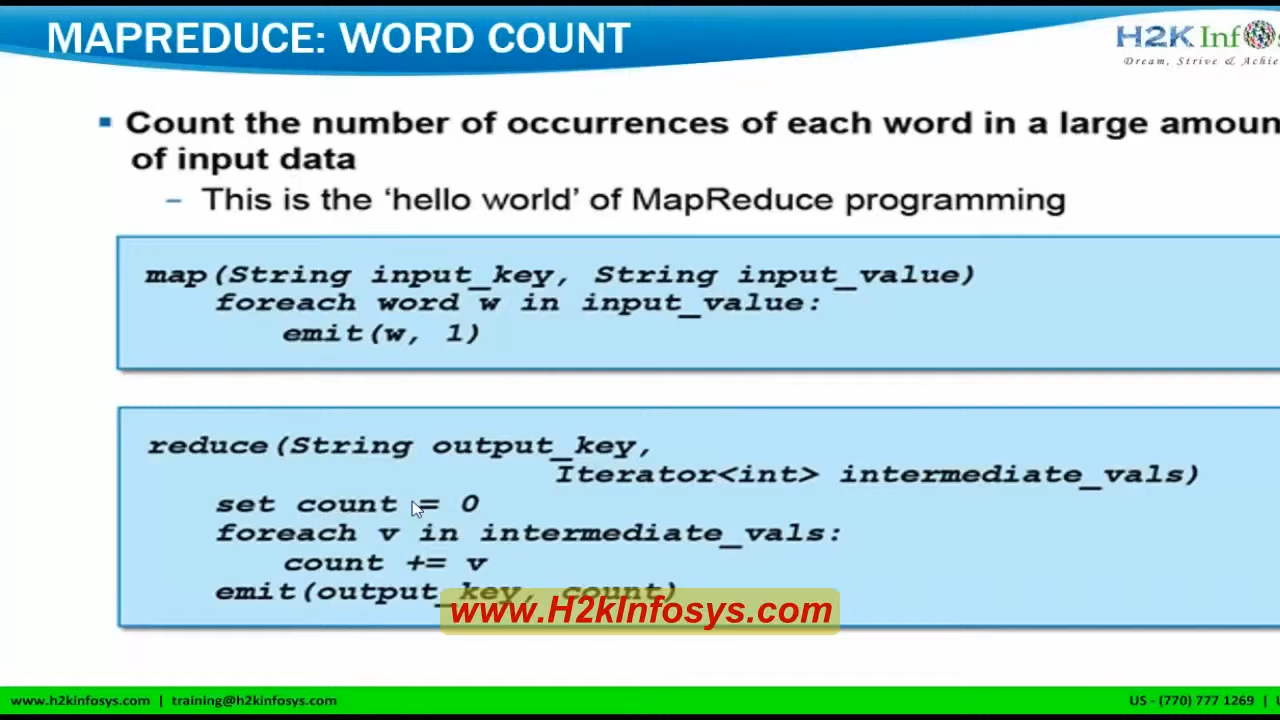 MAPREDUCE: WORD COUNT
H2K Infos
Dream, Strive & Achie
Count the number of occurrences of each word in a large amoun
of input data
– This is the ‘hello world’ of MapReduce programming
map(String input_key, String input_value)
foreach word w in input_value:
emit(w, 1)
reduce(String output_key,
Iterator<int> intermediate_vals)
set count = 0
foreach v in intermediate_vals:
count += v
emit(output_key, count)
www.H2kInfosys.com
www.h2kinfosys.com | training@h2kinfosys.com
US - (770) 777 1269 |